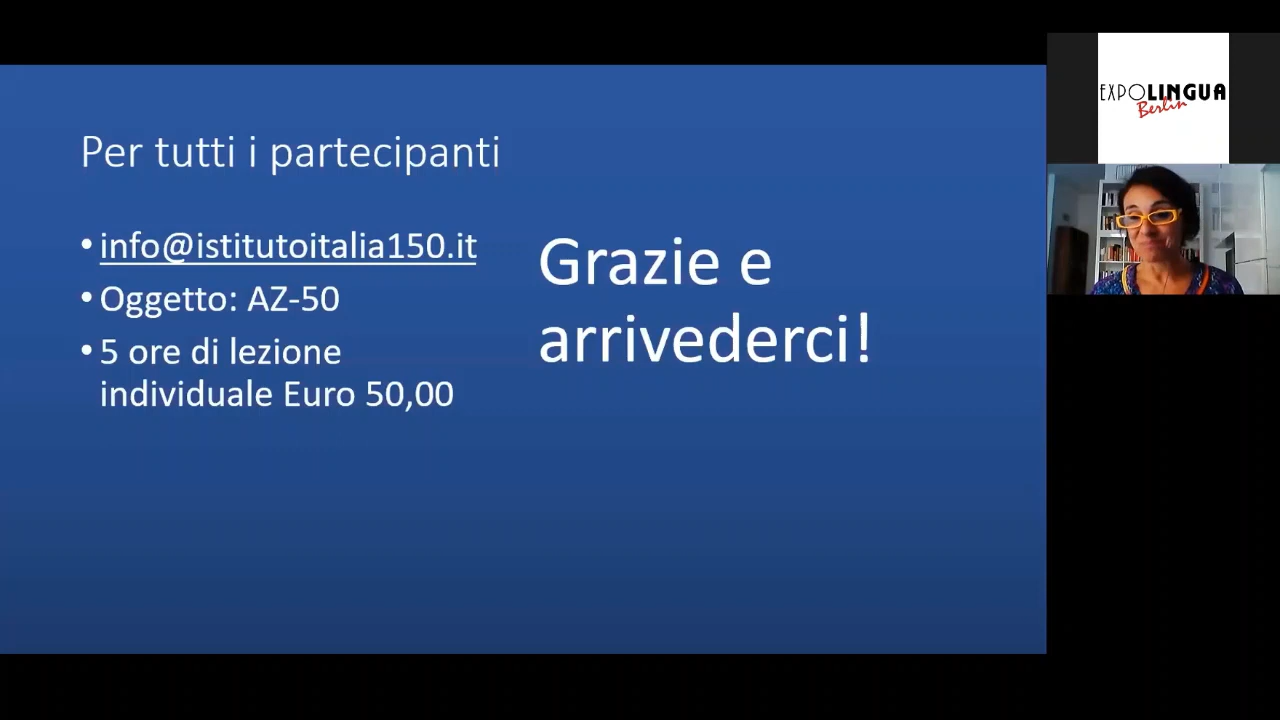 Per tutti i partecipanti
• info@istitutoitalia150.it
• Oggetto: AZ-50
• 5 ore di lezione
individuale Euro 50,00
Grazie e
arrivederci!
EXPOLINGUA
Berlin